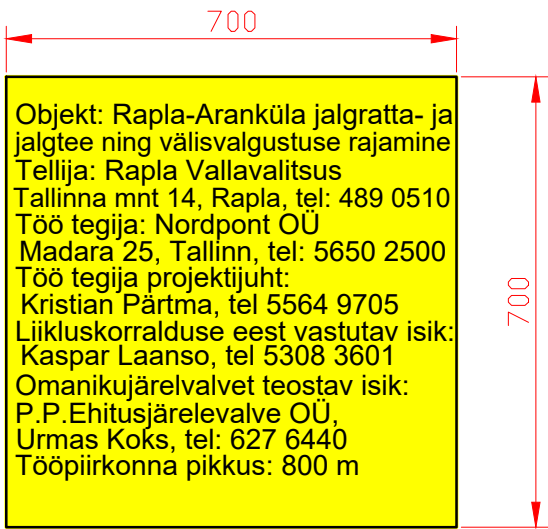 700
Objekt: Rapla-Aranküla jalgratta- ja
jalgtee ning välisvalgustuse rajamine
Tellija: Rapla Vallavalitsus
Tallinna mnt 14, Rapla, tel: 489 0510
Töö tegija: Nordpont OÜ
Madara 25, Tallinn, tel: 5650 2500
Töö tegija projektijuht:
Kristian Pärtma, tel 5564 9705
Liikluskorralduse eest vastutav isik:
Kaspar Laanso, tel 5308 3601
Omanikujärelvalvet teostav isik:
P.P.Ehitusjärelevalve OÜ,
Urmas Koks, tel: 627 6440
Tööpiirkonna pikkus: 800 m
700